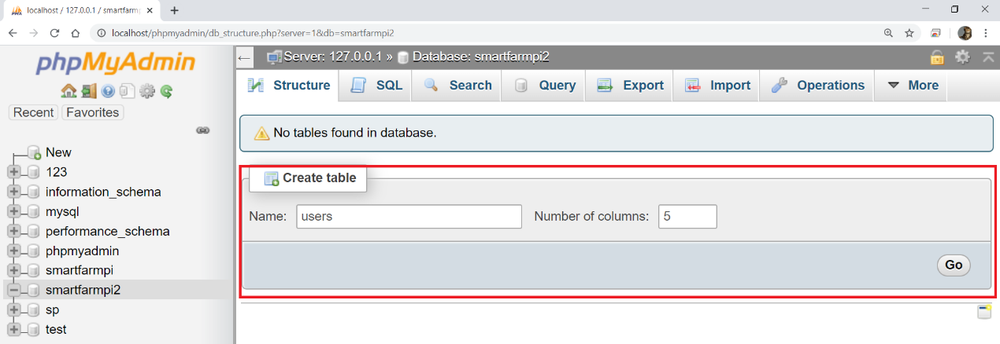 localhost / 127.0.0.1 / smartfarmpi
localhost/phpmyadmin/db_structure.php?server=1&db=smartfarmpi2
phpMyAdmin
Recent Favorites
New
123
information_schema
mysql
performance_schema
phpmyadmin
smartfarmpi
smartfarmpi2
sp
test
Server: 127.0.0.1 » Database: smartfarmpi2
Structure SQL Search Query Export Import Operations More
No tables found in database.
Create table
Name: users Number of columns: 5
Go